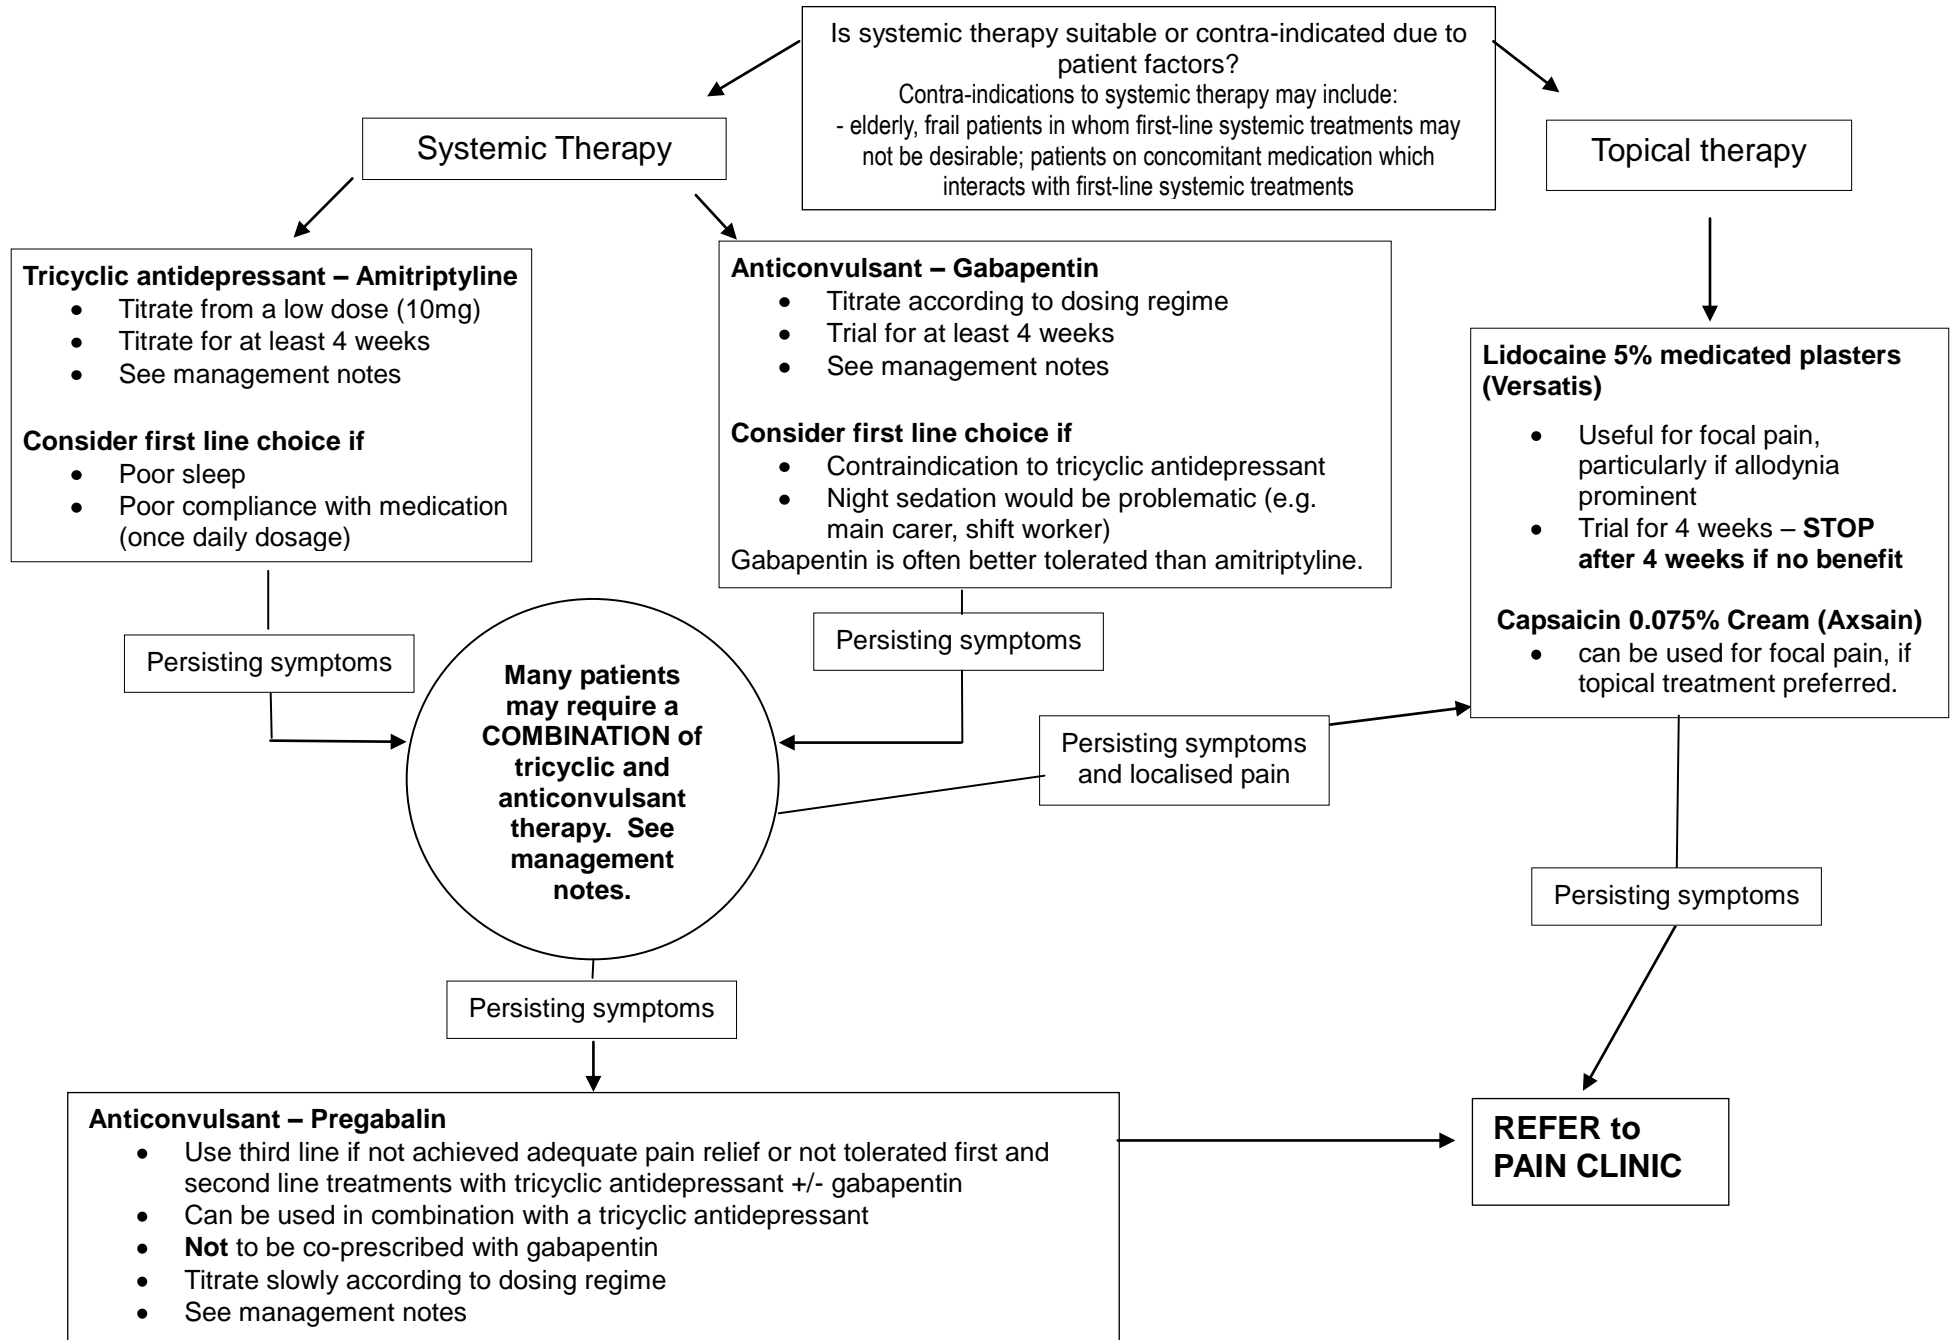 Is systemic therapy suitable or contra-indicated due to
patient factors?
Contra-indications to systemic therapy may include:
- elderly, frail patients in whom first-line systemic treatments may
not be desirable; patients on concomitant medication which
interacts with first-line systemic treatments
Systemic Therapy
Topical therapy
Tricyclic antidepressant – Amitriptyline
• Titrate from a low dose (10mg)
• Titrate for at least 4 weeks
• See management notes
Consider first line choice if
• Poor sleep
• Poor compliance with medication
(once daily dosage)
Anticonvulsant – Gabapentin
• Titrate according to dosing regime
• Trial for at least 4 weeks
• See management notes
Consider first line choice if
• Contraindication to tricyclic antidepressant
• Night sedation would be problematic (e.g.
main carer, shift worker)
Gabapentin is often better tolerated than amitriptyline.
Lidocaine 5% medicated plasters
(Versatis)
• Useful for focal pain,
particularly if allodynia
prominent
• Trial for 4 weeks – STOP
after 4 weeks if no benefit
Capsaicin 0.075% Cream (Axsain)
• can be used for focal pain, if
topical treatment preferred.
Persisting symptoms
Persisting symptoms
Many patients
may require a
COMBINATION of
tricyclic and
anticonvulsant
therapy. See
management
notes.
Persisting symptoms
and localised pain
Persisting symptoms
Persisting symptoms
Anticonvulsant – Pregabalin
• Use third line if not achieved adequate pain relief or not tolerated first and
second line treatments with tricyclic antidepressant +/- gabapentin
• Can be used in combination with a tricyclic antidepressant
• Not to be co-prescribed with gabapentin
• Titrate slowly according to dosing regime
• See management notes
REFER to
PAIN CLINIC